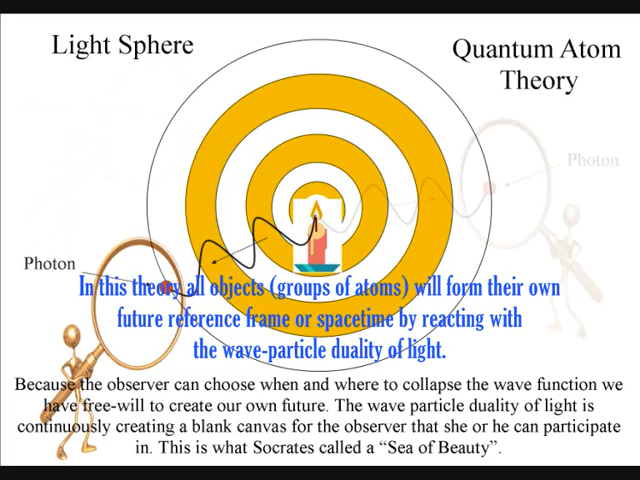 Light Sphere
Quantum Atom
Theory
Photon
Photon
In this theory all objects (groups of atoms) will form their own
future reference frame or spacetime by reacting with
the wave-particle duality of light.
Because the observer can choose when and where to collapse the wave function we
have free-will to create our own future. The wave particle duality of light is
continuously creating a blank canvas for the observer that she or he can participate
in. This is what Socrates called a “Sea of Beauty”.